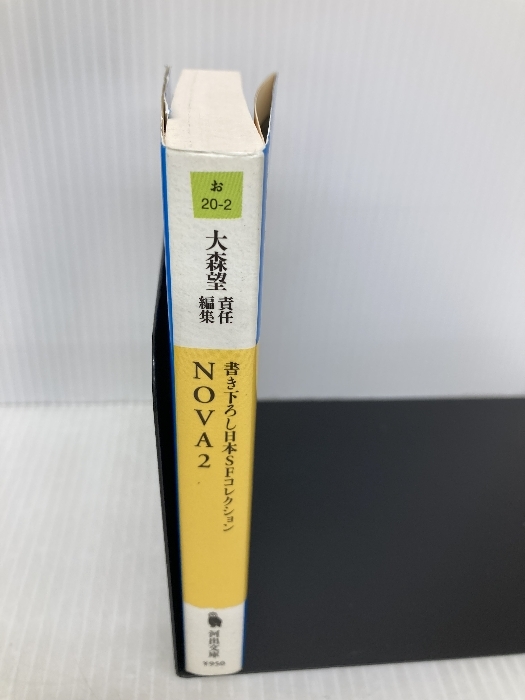 お
20-2
大森望
責任
編集
書き下ろし日本SFコレクション
NOVA2
河出文庫
¥950